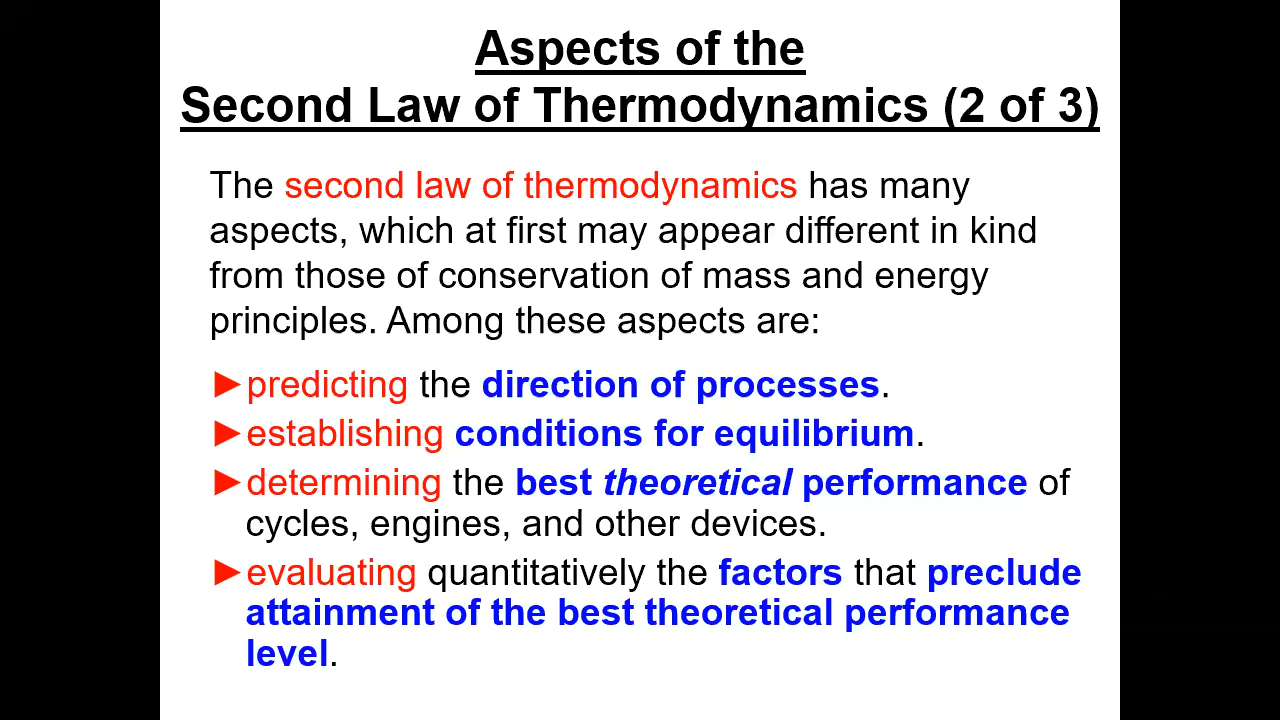 Aspects of the
Second Law of Thermodynamics (2 of 3)
The second law of thermodynamics has many
aspects, which at first may appear different in kind
from those of conservation of mass and energy
principles. Among these aspects are:
►predicting the direction of processes.
►establishing conditions for equilibrium.
►determining the best theoretical performance of
cycles, engines, and other devices.
►evaluating quantitatively the factors that preclude
attainment of the best theoretical performance
level.